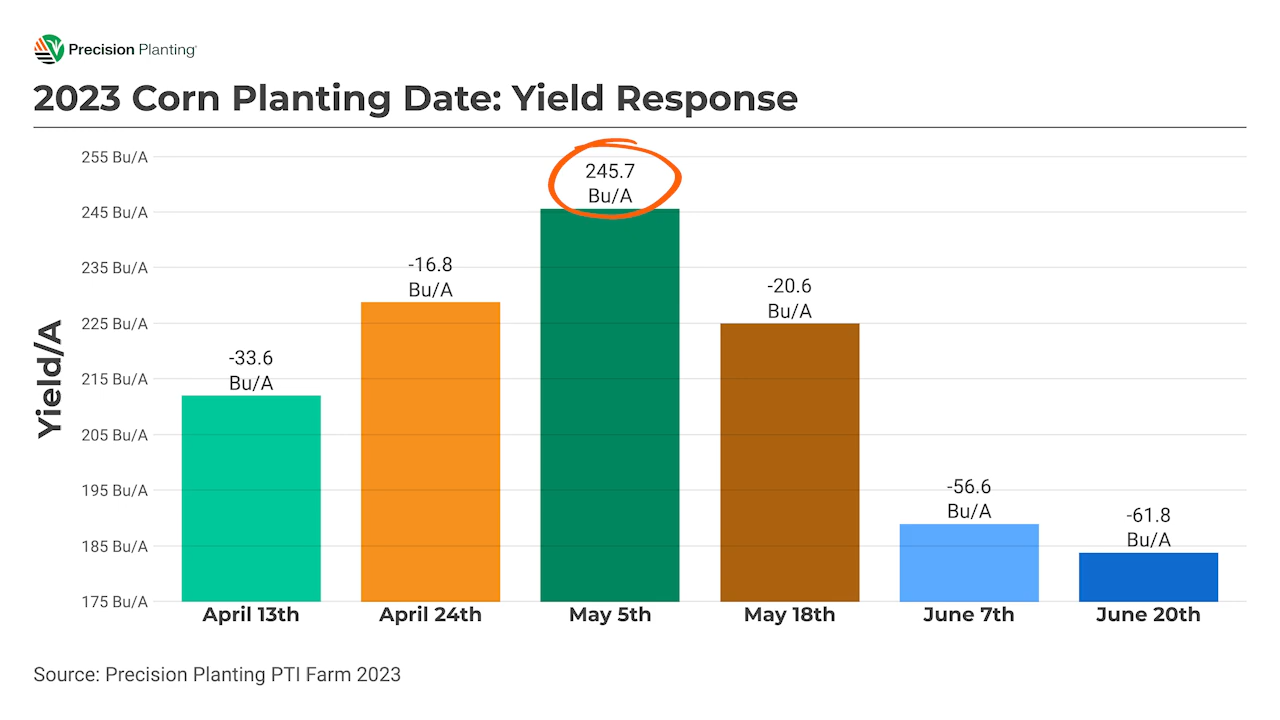 Precision Planting
2023 Corn Planting Date: Yield Response
Yield/A
255 Bu/A
245 Bu/A
235 Bu/A
225 Bu/A
215 Bu/A
205 Bu/A
195 Bu/A
185 Bu/A
175 Bu/A
-33.6
Bu/A
-16.8
Bu/A
245.7
Bu/A
-20.6
Bu/A
-56.6
Bu/A
-61.8
Bu/A
April 13th
April 24th
May 5th
May 18th
June 7th
June 20th
Source: Precision Planting PTI Farm 2023